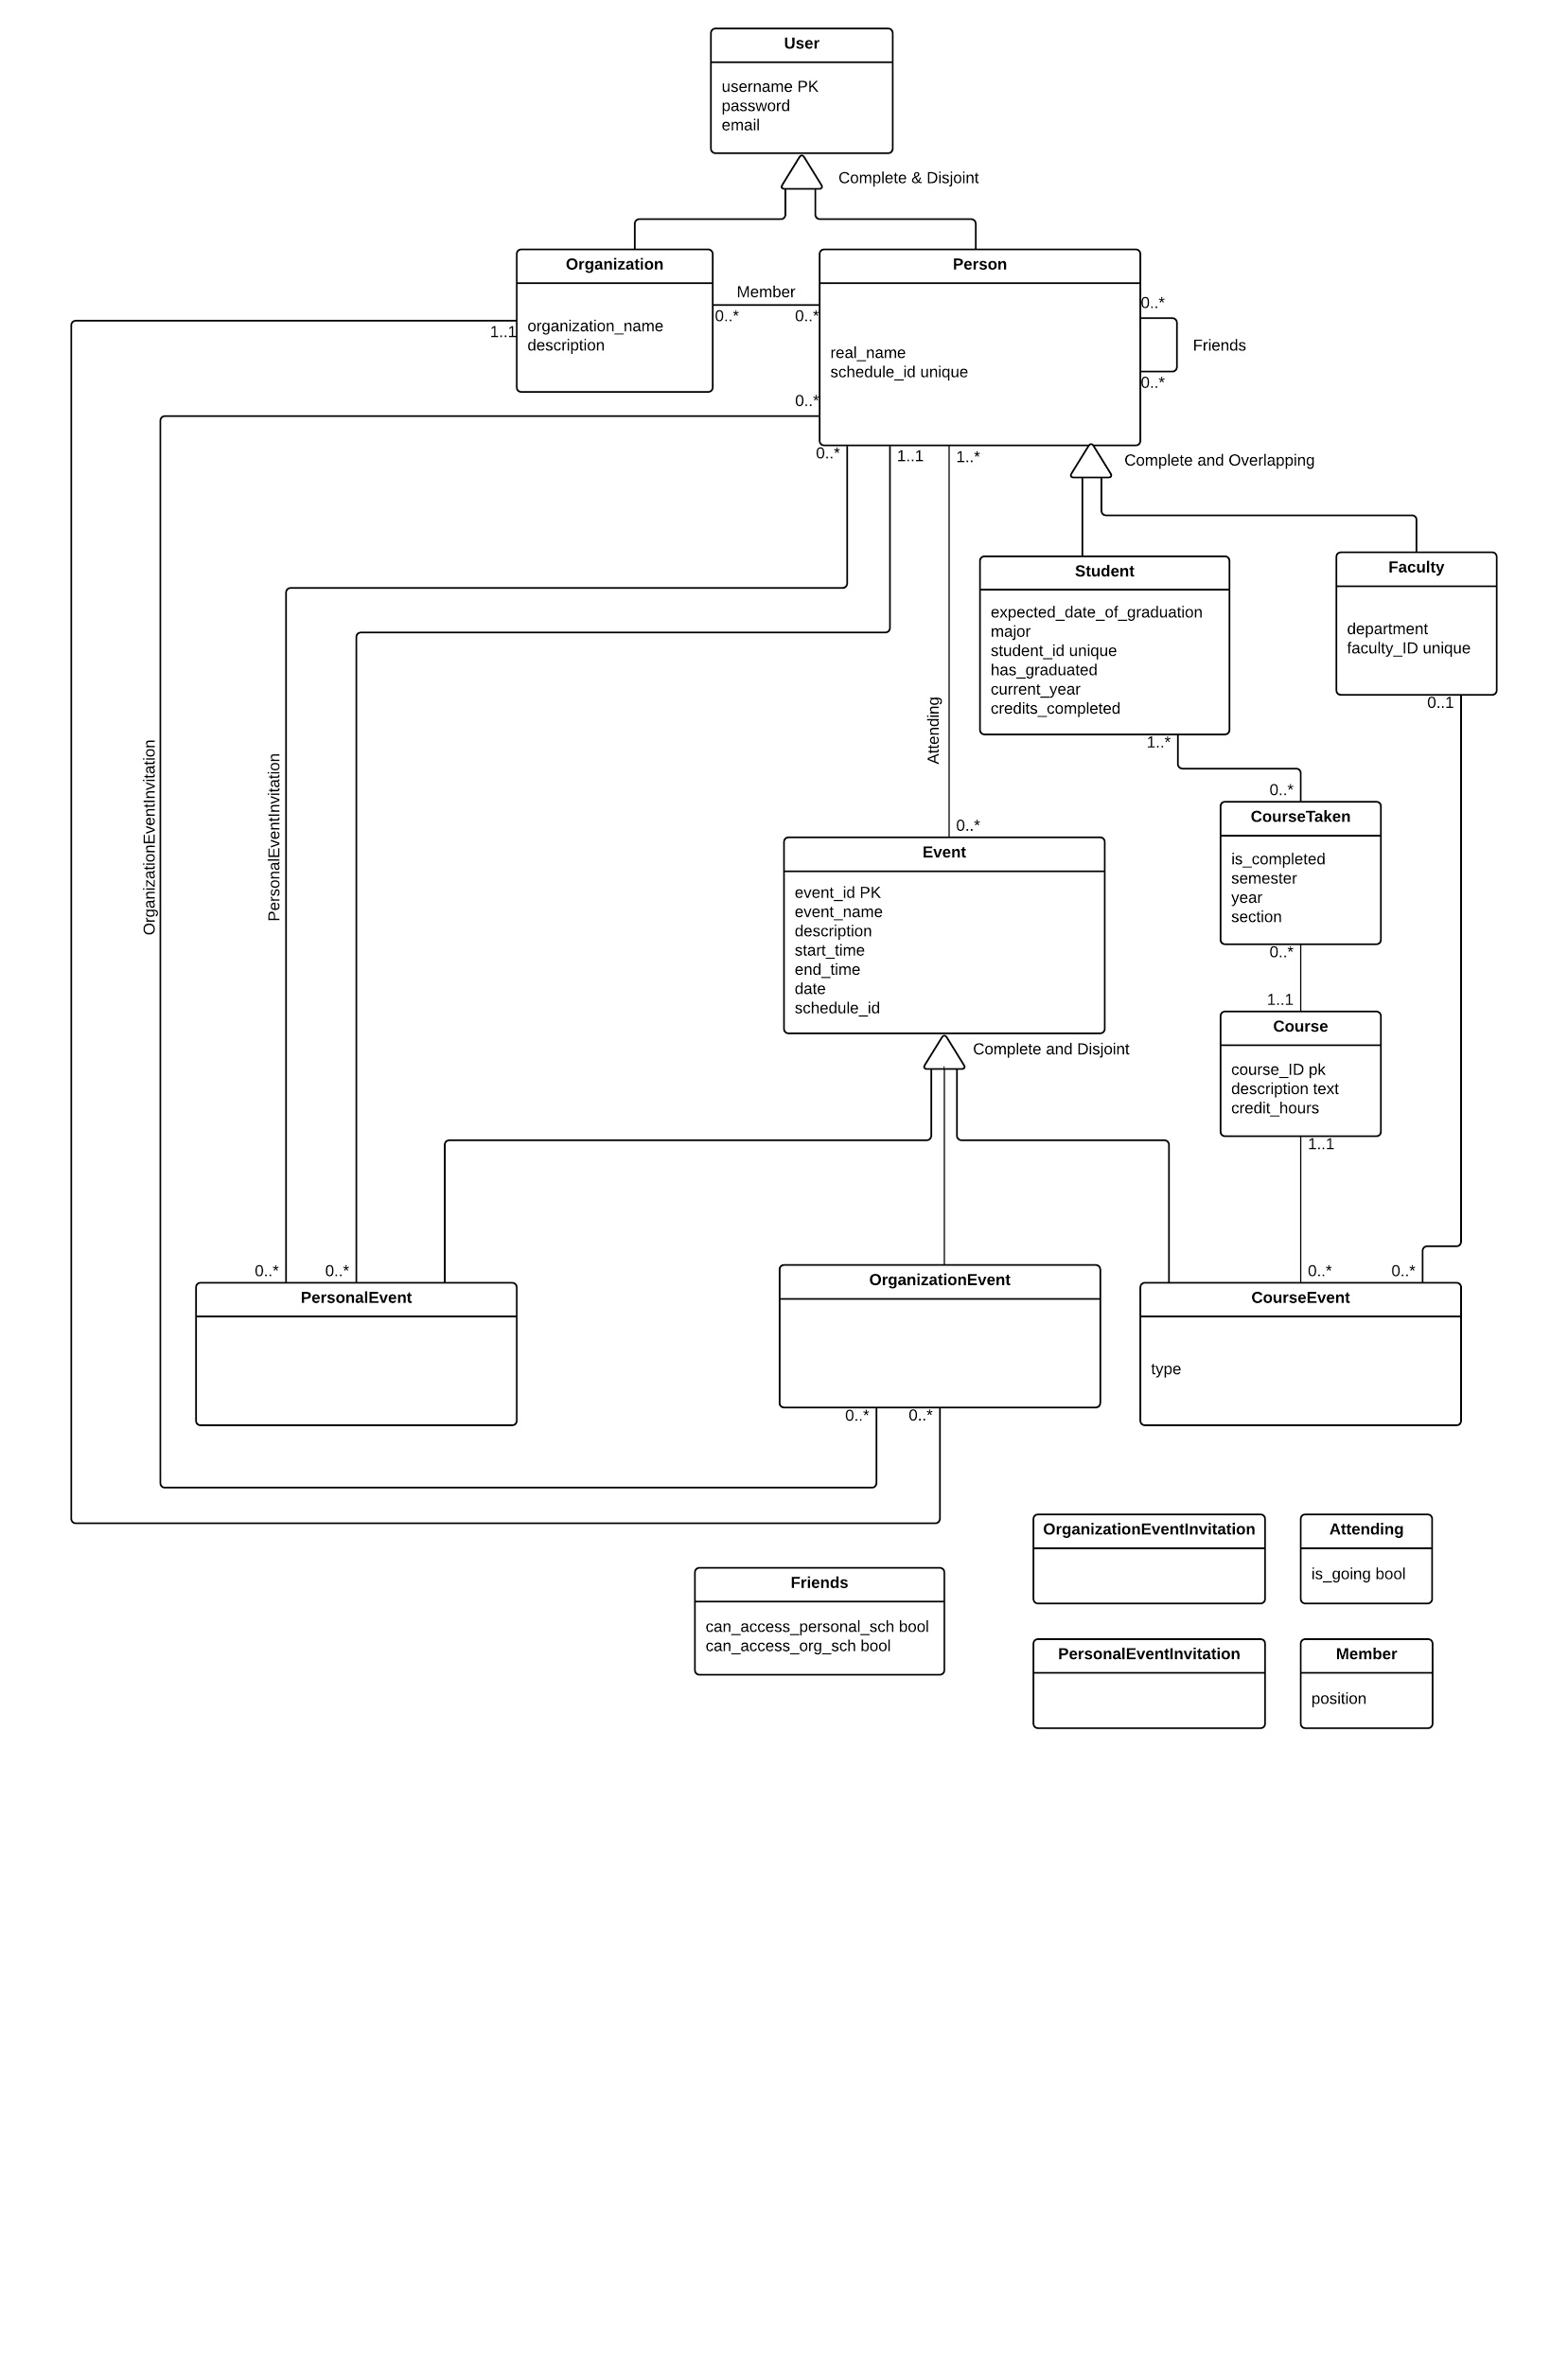 User
username PK
password
email
Complete & Disjoint
Organization
organization_name
description
Person
real_name
schedule_id unique
Member
0..*
0..*
1..1
0..*
0..*
Friends
0..*
0..*
1..1
1..*
Complete and Overlapping
Student
expected_date_of_graduation
major
student_id unique
has_graduated
current_year
credits_completed
Faculty
department
faculty_ID unique
0..1
1..*
0..*
OrganizationEventInvitation
PersonalEventInvitation
Attending
0..*
CourseTaken
is_completed
semester
year
section
0..*
1..1
Event
event_id PK
event_name
description
start_time
end_time
date
schedule_id
Complete and Disjoint
Course
course_ID pk
description text
credit_hours
1..1
0..*
0..*
0..*
0..*
PersonalEvent
OrganizationEvent
CourseEvent
type
0..*
0..*
OrganizationEventInvitation
Attending
is_going bool
Friends
can_access_personal_sch bool
can_access_org_sch bool
PersonalEventInvitation
Member
position